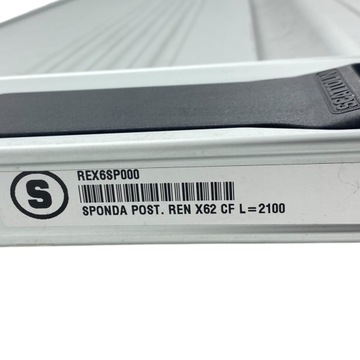 S
REX6SP000
SPONDA POST. REN X62 CF L=2100